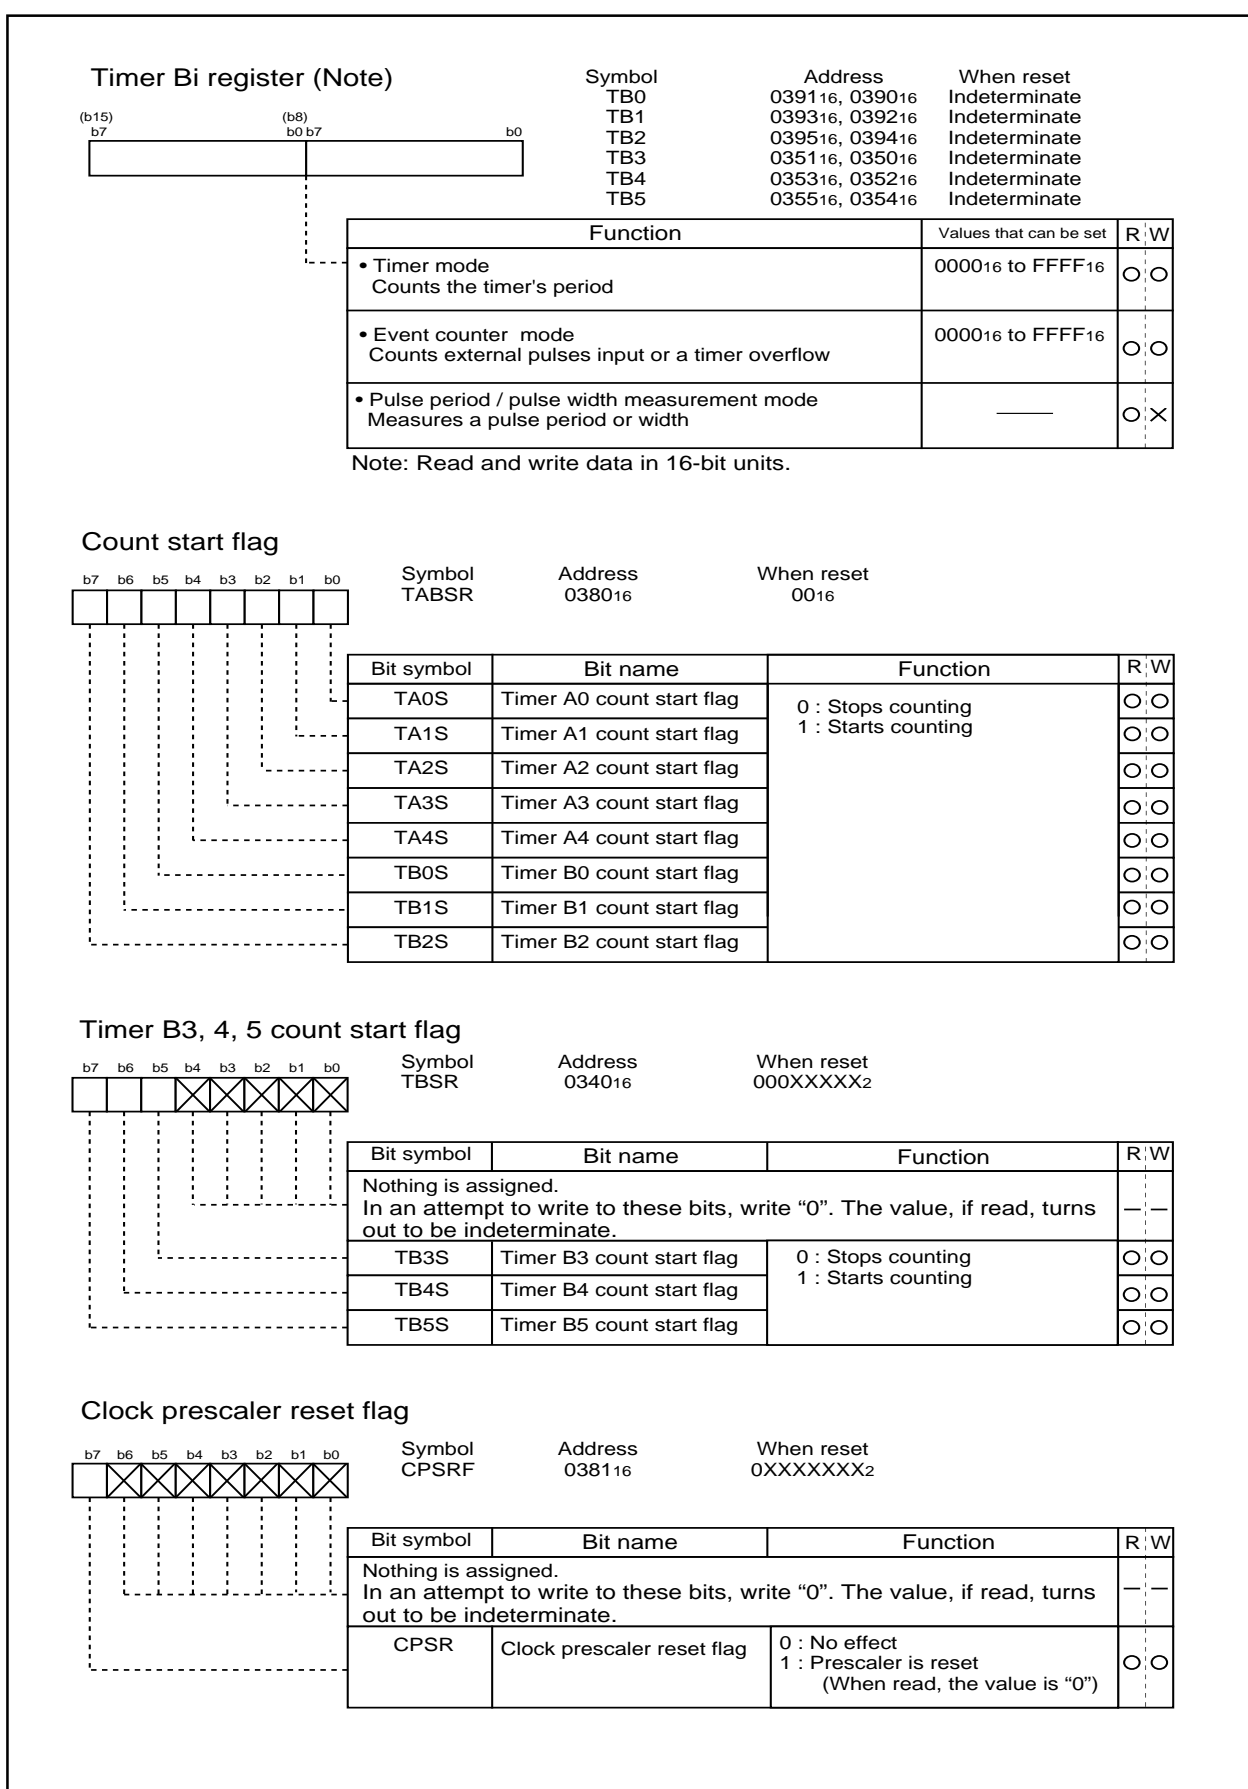 Timer Bi register (Note)
Symbol Address When reset
TB0 039116, 039016 Indeterminate
TB1 039316, 039216 Indeterminate
TB2 039516, 039416 Indeterminate
TB3 035116, 035016 Indeterminate
TB4 035316, 035216 Indeterminate
TB5 035516, 035416 Indeterminate
(b15) (b8)
b7 b0 b7 b0
Function Values that can be set R W
• Timer mode 000016 to FFFF16
Counts the timer's period
• Event counter mode 000016 to FFFF16
Counts external pulses input or a timer overflow
• Pulse period / pulse width measurement mode
Measures a pulse period or width
Note: Read and write data in 16-bit units.
Count start flag
Symbol Address When reset
TABSR 038016 0016
b7 b6 b5 b4 b3 b2 b1 b0
Bit symbol Bit name Function R W
TA0S Timer A0 count start flag 0 : Stops counting
1 : Starts counting
TA1S Timer A1 count start flag
TA2S Timer A2 count start flag
TA3S Timer A3 count start flag
TA4S Timer A4 count start flag
TB0S Timer B0 count start flag
TB1S Timer B1 count start flag
TB2S Timer B2 count start flag
Timer B3, 4, 5 count start flag
Symbol Address When reset
TBSR 034016 000XXXXX2
b7 b6 b5 b4 b3 b2 b1 b0
Bit symbol Bit name Function R W
Nothing is assigned.
In an attempt to write to these bits, write “0”. The value, if read, turns
out to be indeterminate.
TB3S Timer B3 count start flag 0 : Stops counting
1 : Starts counting
TB4S Timer B4 count start flag
TB5S Timer B5 count start flag
Clock prescaler reset flag
Symbol Address When reset
CPSRF 038116 0XXXXXXX2
b7 b6 b5 b4 b3 b2 b1 b0
Bit symbol Bit name Function R W
Nothing is assigned.
In an attempt to write to these bits, write “0”. The value, if read, turns
out to be indeterminate.
CPSR Clock prescaler reset flag 0 : No effect
1 : Prescaler is reset
(When read, the value is “0”)